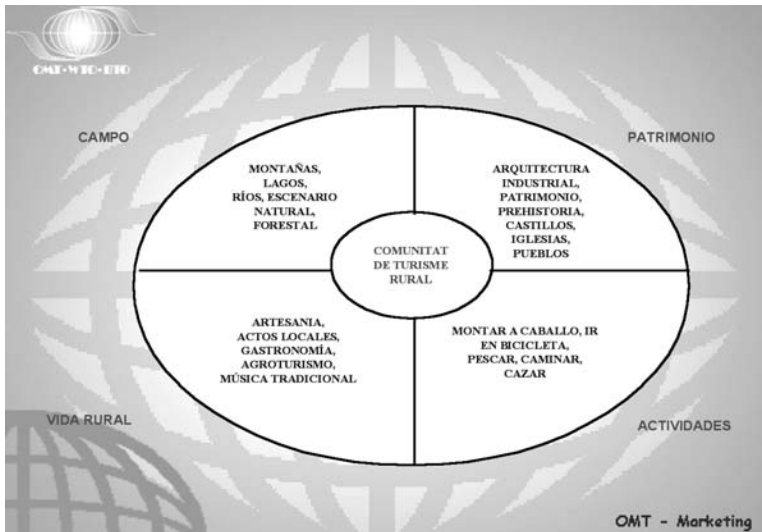 OMT•WTO•BTO
CAMPO
PATRIMONIO
MONTAÑAS,
LAGOS,
RÍOS, ESCENARIO
NATURAL,
FORESTAL
ARQUITECTURA
INDUSTRIAL,
PATRIMONIO,
PREHISTORIA,
CASTILLOS,
IGLESIAS,
PUEBLOS
COMUNITAT
DE TURISME
RURAL
ARTESANIA,
ACTOS LOCALES,
GASTRONOMÍA,
AGROTURISMO,
MÚSICA TRADICIONAL
MONTAR A CABALLO, IR
EN BICICLETA,
PESCAR, CAMINAR,
CAZAR
VIDA RURAL
ACTIVIDADES
OMT - Marketing